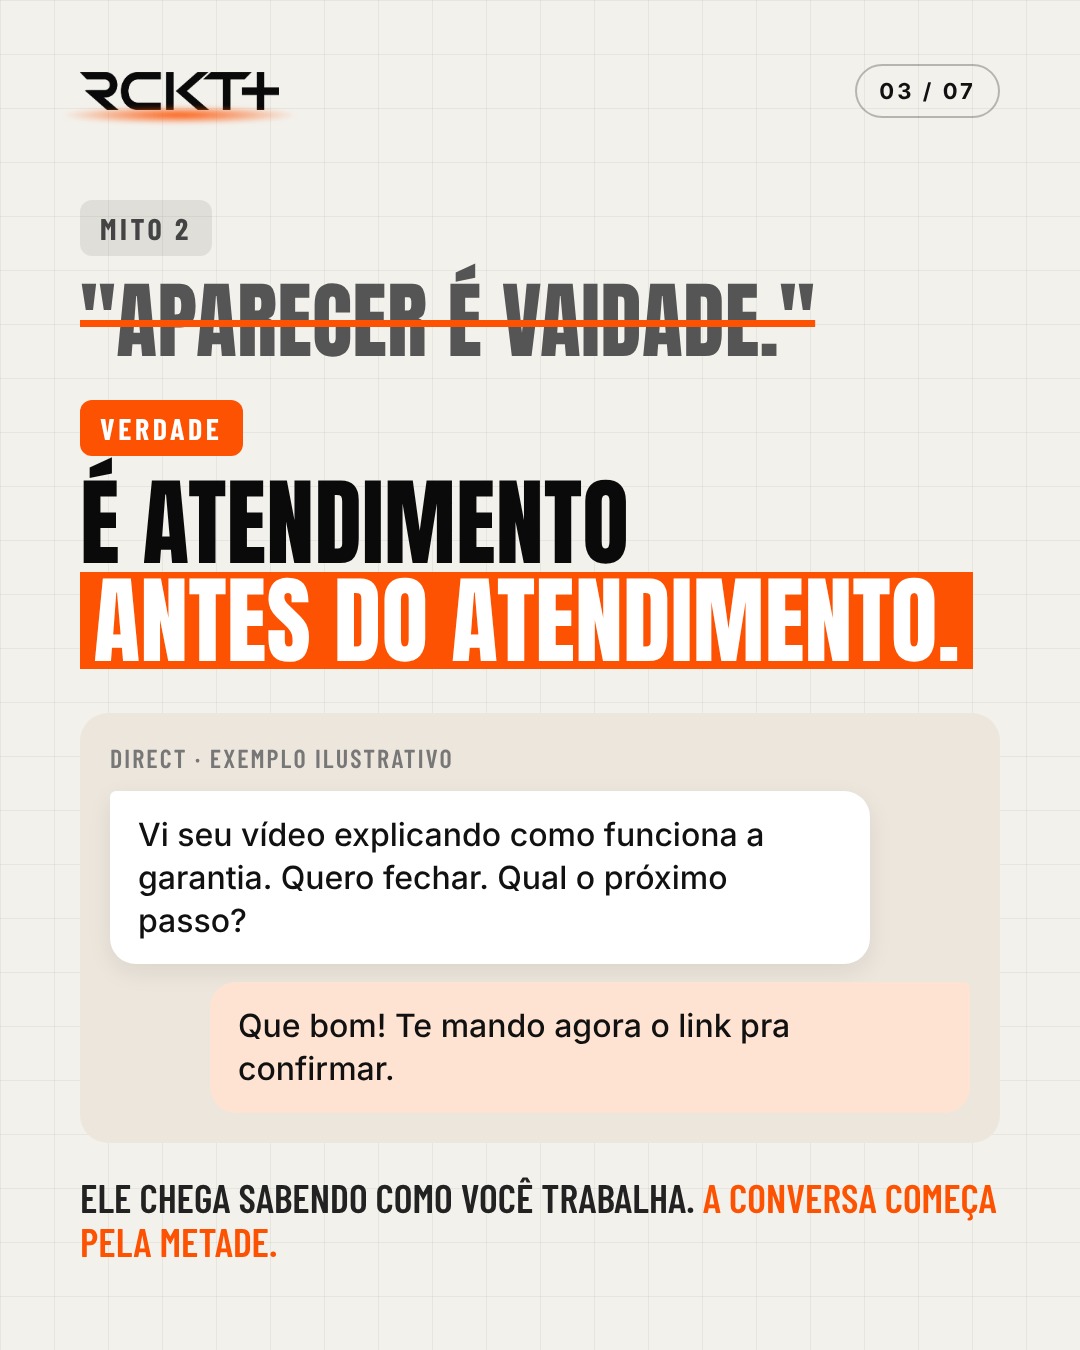 RCKT+
03 / 07
MITO 2
"APARECER É VAIDADE."
VERDADE
É ATENDIMENTO
ANTES DO ATENDIMENTO.
DIRECT · EXEMPLO ILUSTRATIVO
Vi seu vídeo explicando como funciona a
garantia. Quero fechar. Qual o próximo
passo?
Que bom! Te mando agora o link pra
confirmar.
ELE CHEGA SABENDO COMO VOCÊ TRABALHA. A CONVERSA COMEÇA
PELA METADE.